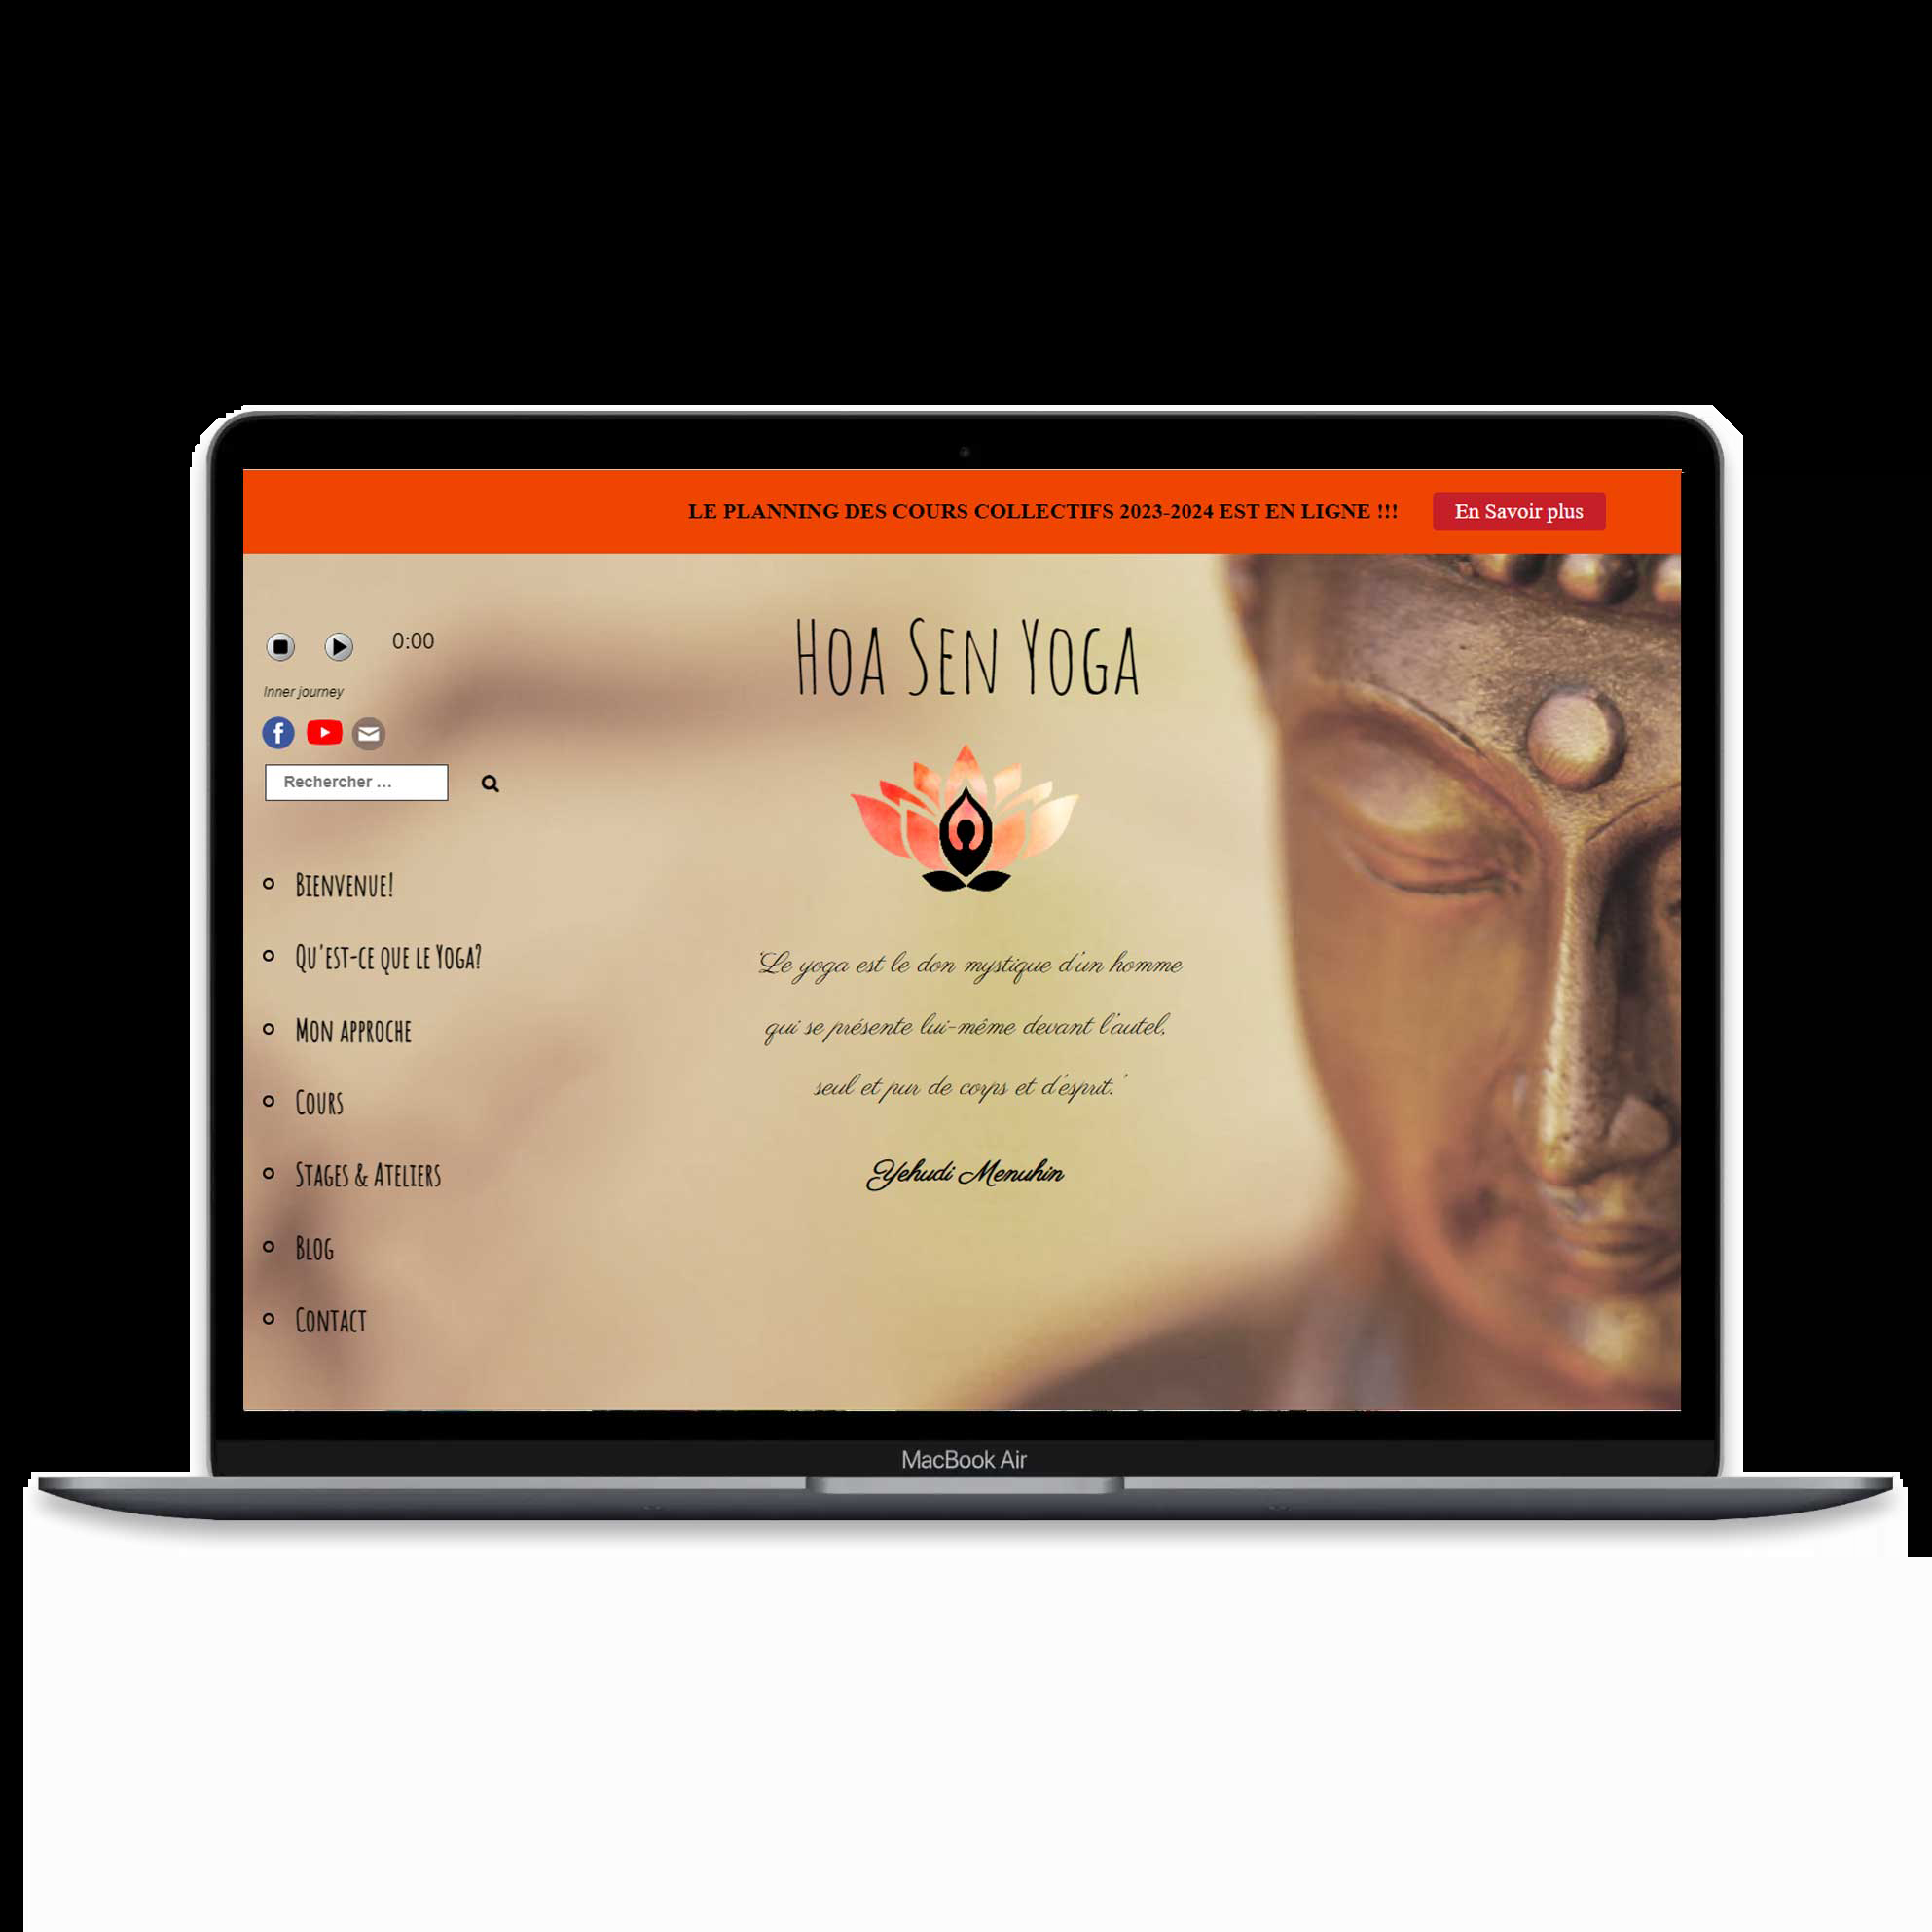 LE PLANNING DES COURS COLLECTIFS 2023-2024 EST EN LIGNE !!!
En Savoir plus
0:00
Inner journey
Rechercher ...
BIENVENUE!
QU'EST-CE QUE LE YOGA?
MON APPROCHE
COURS
STAGES & ATELIERS
BLOG
CONTACT
HOA SEN YOGA
'Le yoga est le don mystique d'un homme
qui se présente lui-même devant l'autel,
seul et pur de corps et d'esprit.'
Yehudi Menuhin
MacBook Air